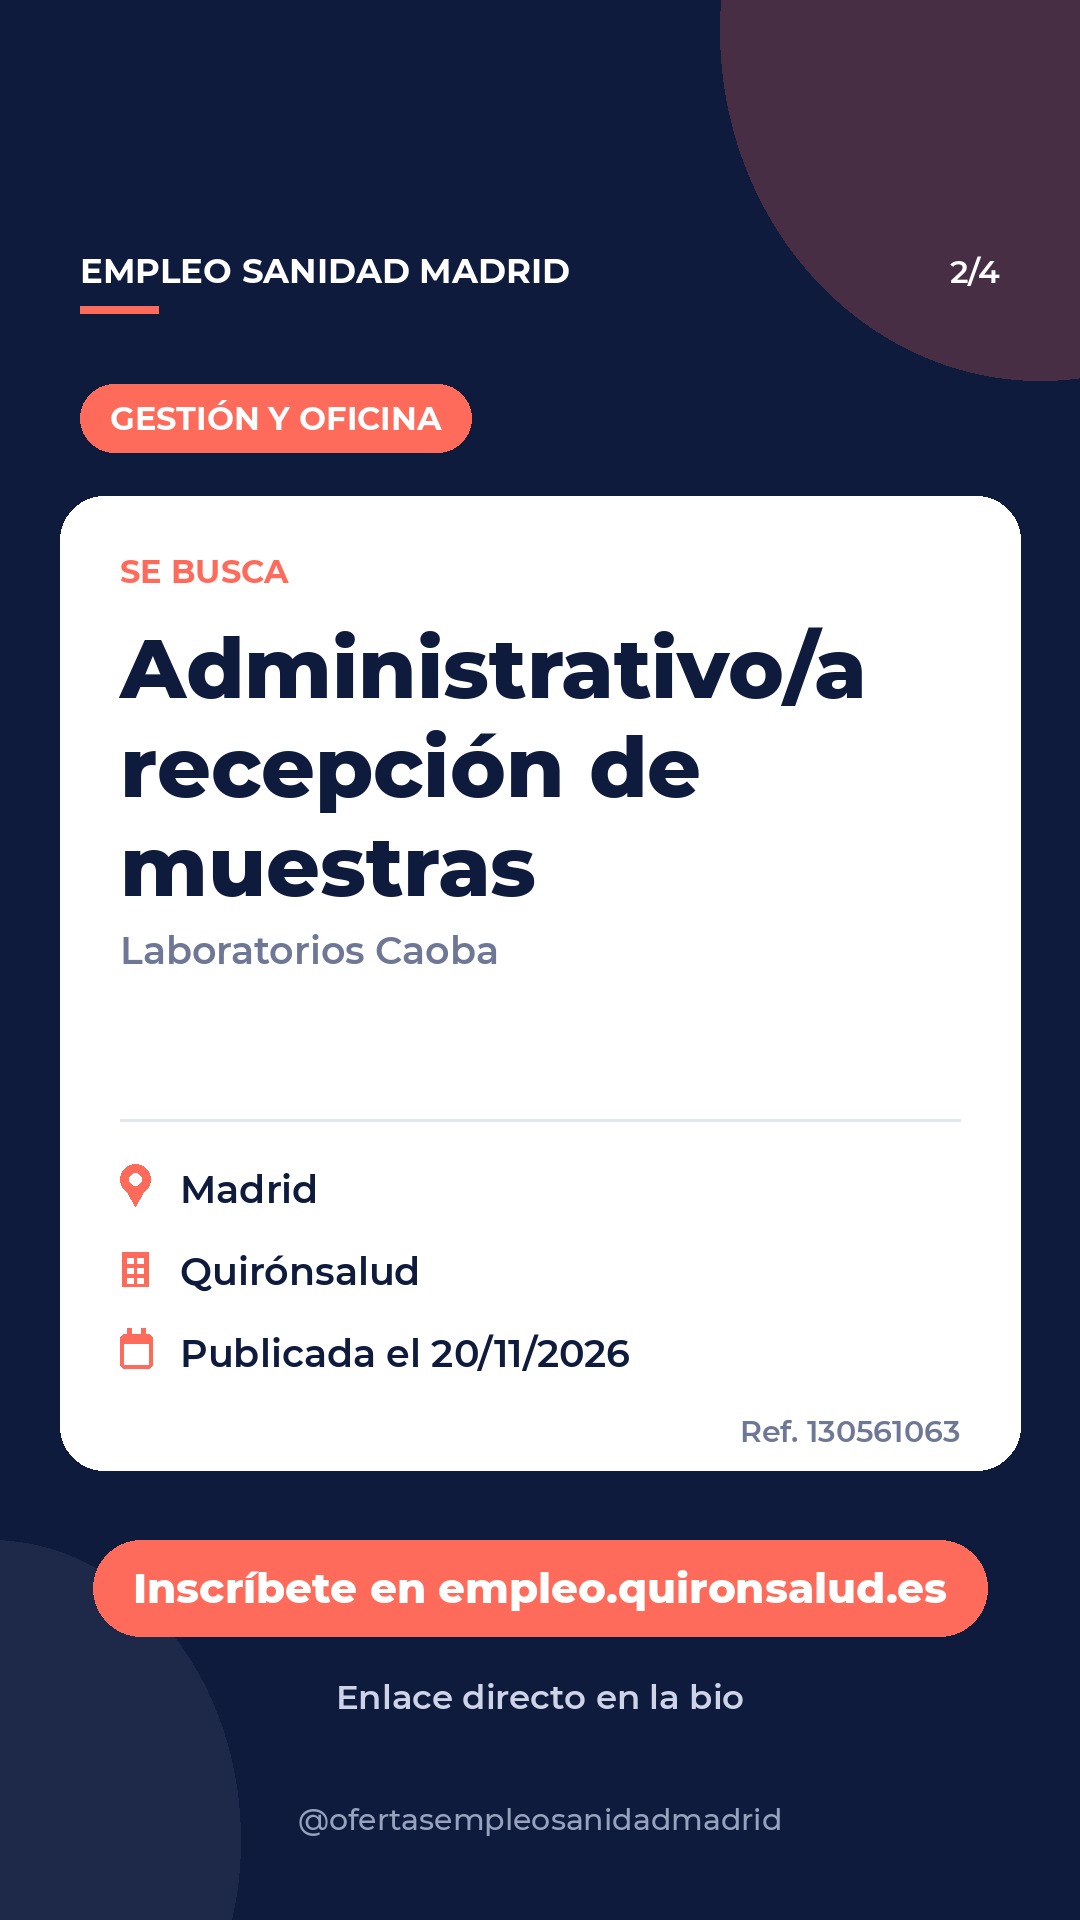 EMPLEO SANIDAD MADRID
2/4
GESTIÓN Y OFICINA
SE BUSCA
Administrativo/a
recepción de
muestras
Laboratorios Caoba
Madrid
Quirónsalud
Publicada el 20/11/2026
Ref. 130561063
Inscríbete en empleo.quironsalud.es
Enlace directo en la bio
@ofertasempleosanidadmadrid